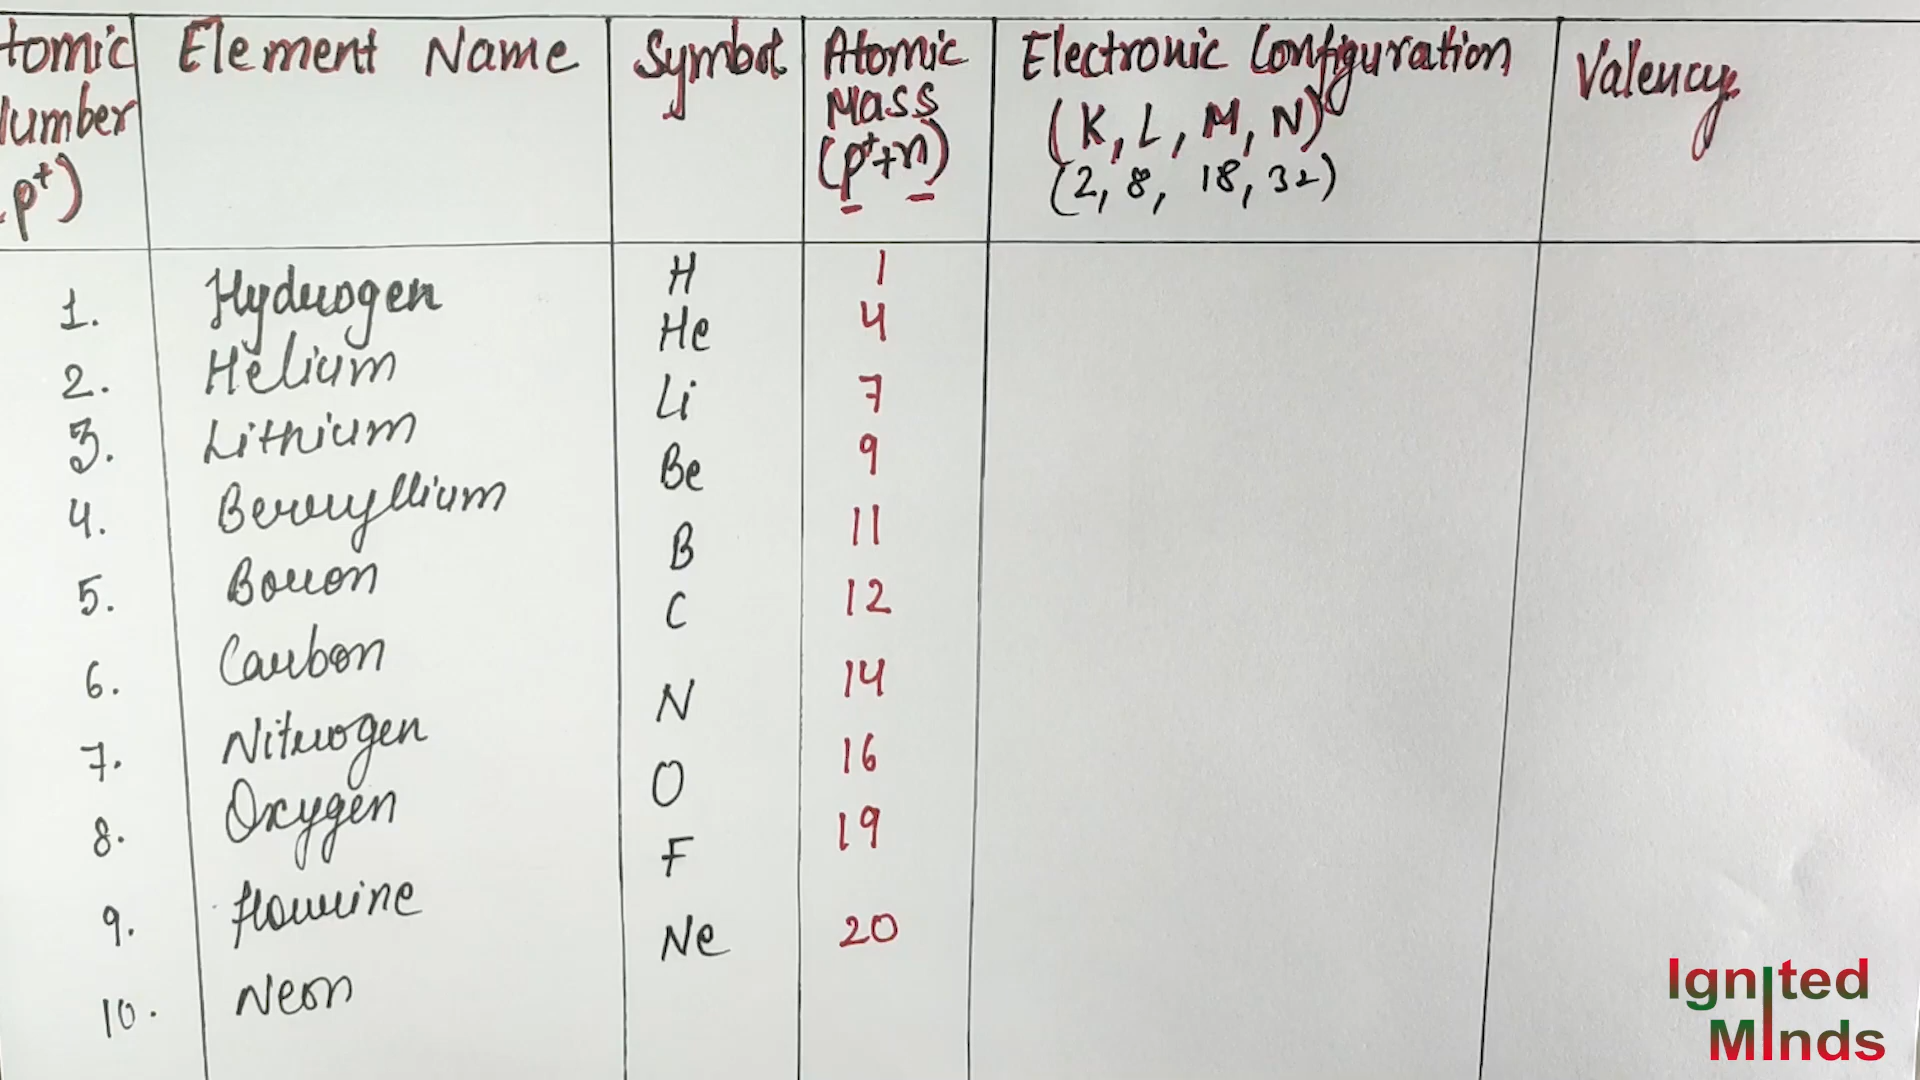 tomic Element Name Symbol Atomic Electronic Configuration Valency
Number Mass (K, L, M, N)
p⁺) (p⁺+n) (2, 8, 18, 32)
1. Hydrogen H 1
2. Helium He 4
3. Lithium Li 7
4. Berryllium Be 9
5. Boron B 11
6. Carbon C 12
7. Nitrogen N 14
8. Oxygen O 16
9. flourine F 19
10. Neon Ne 20
Ignited
Minds